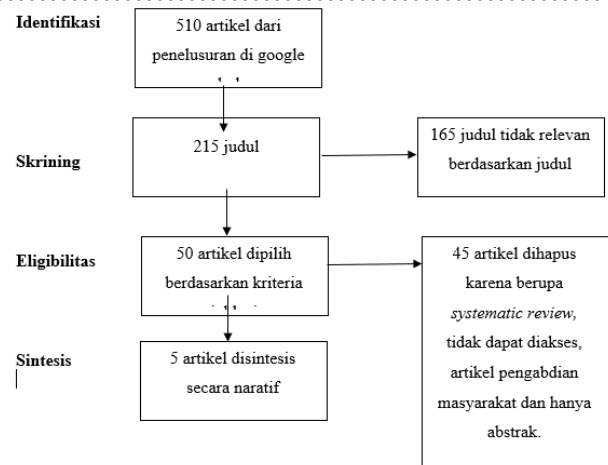 Identifikasi
510 artikel dari
penelusuran di google
Skrining
215 judul
165 judul tidak relevan
berdasarkan judul
Eligibilitas
50 artikel dipilih
berdasarkan kriteria
45 artikel dihapus
karena berupa
systematic review,
tidak dapat diakses,
artikel pengabdian
masyarakat dan hanya
abstrak.
Sintesis
5 artikel disintesis
secara naratif